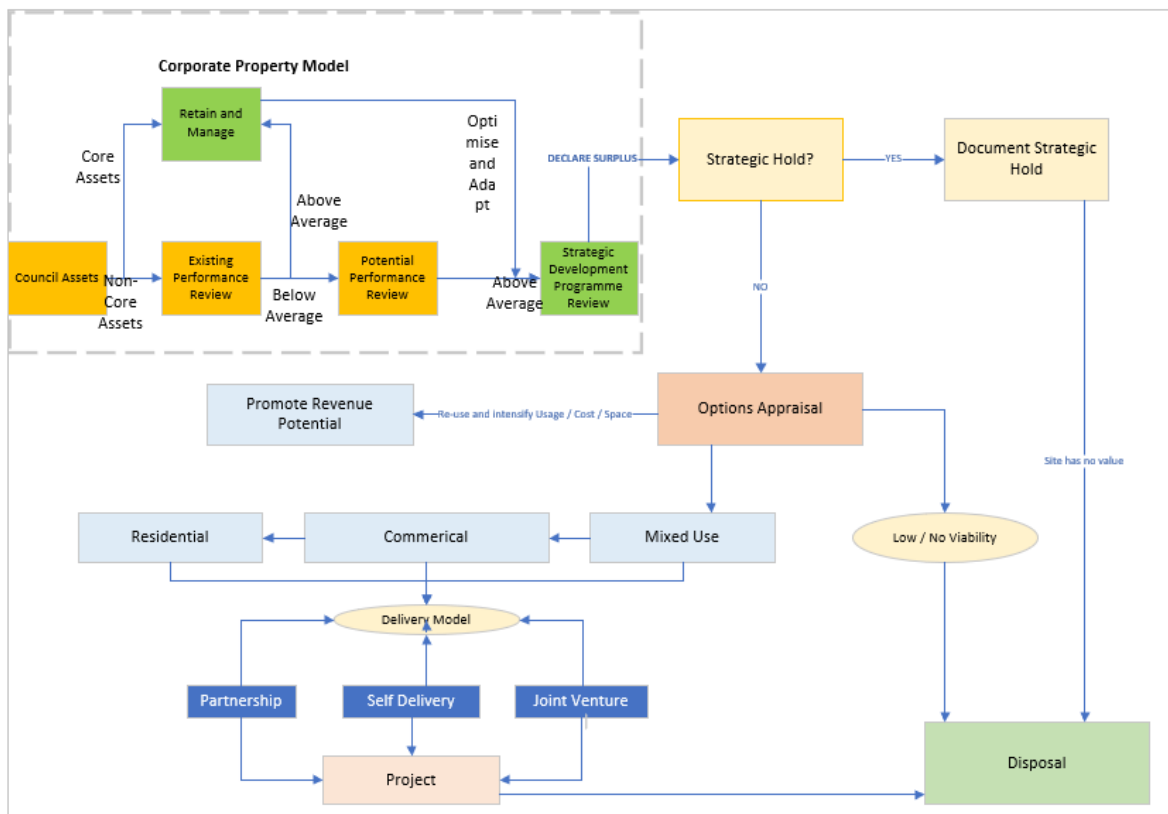 Corporate Property Model
Retain and
Manage
Core
Assets
Above
Average
Opti
mise
and
Ada
pt
Council Assets
Non-
Core
Assets
Existing
Performance
Review
Below
Average
Potential
Performance
Review
Above
Average
Strategic
Development
Programme
Review
DECLARE SURPLUS
Strategic Hold?
YES
Document Strategic
Hold
NO
Promote Revenue
Potential
Re-use and intensify Usage / Cost / Space
Options Appraisal
Site has no value
Residential
Commerical
Mixed Use
Low / No Viability
Delivery Model
Partnership
Self Delivery
Joint Venture
Project
Disposal